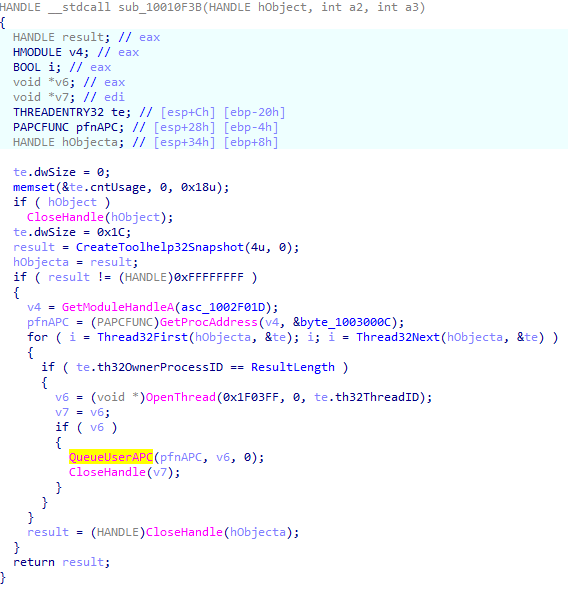 HANDLE __stdcall sub_10010F3B(HANDLE hObject, int a2, int a3)
{
HANDLE result; // eax
HMODULE v4; // eax
BOOL i; // eax
void *v6; // eax
void *v7; // edi
THREADENTRY32 te; // [esp+Ch] [ebp-20h]
PAPCFUNC pfnAPC; // [esp+28h] [ebp-4h]
HANDLE hObjecta; // [esp+34h] [ebp+8h]
te.dwSize = 0;
memset(&te.cntUsage, 0, 0x18u);
if ( hObject )
CloseHandle(hObject);
te.dwSize = 0x1C;
result = CreateToolhelp32Snapshot(4u, 0);
hObjecta = result;
if ( result != (HANDLE)0xFFFFFFFF )
{
v4 = GetModuleHandleA(asc_1002F01D);
pfnAPC = (PAPCFUNC)GetProcAddress(v4, &byte_1003000C);
for ( i = Thread32First(hObjecta, &te); i; i = Thread32Next(hObjecta, &te) )
{
if ( te.th32OwnerProcessID == ResultLength )
{
v6 = (void *)OpenThread(0x1F03FF, 0, te.th32ThreadID);
v7 = v6;
if ( v6 )
{
QueueUserAPC(pfnAPC, v6, 0);
CloseHandle(v7);
}
}
}
result = (HANDLE)CloseHandle(hObjecta);
}
return result;
}